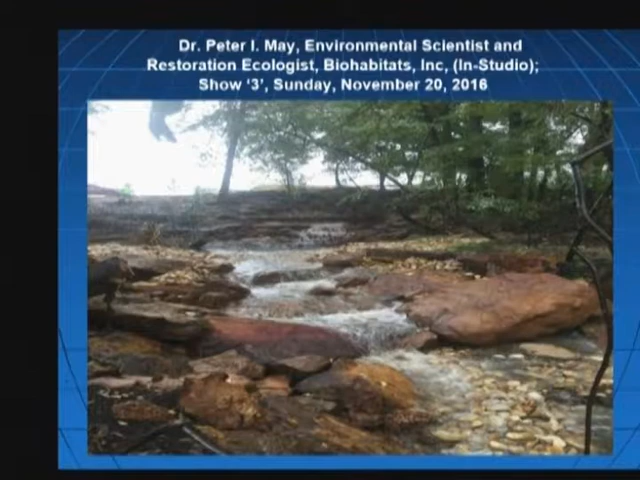 Dr. Peter I. May, Environmental Scientist and
Restoration Ecologist, Biohabitats, Inc, (In-Studio);
Show ‘3’, Sunday, November 20, 2016